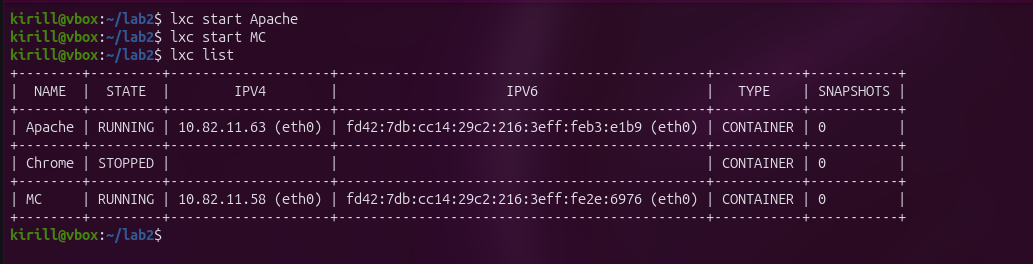 kirill@vbox:~/lab2$ lxc start Apache
kirill@vbox:~/lab2$ lxc start MC
kirill@vbox:~/lab2$ lxc list
+--------+---------+--------------------+----------------------------------------------+-----------+-----------+
|  NAME  |  STATE  |        IPV4        |                     IPV6                     |   TYPE    | SNAPSHOTS |
+--------+---------+--------------------+----------------------------------------------+-----------+-----------+
| Apache | RUNNING | 10.82.11.63 (eth0) | fd42:7db:cc14:29c2:216:3eff:feb3:e1b9 (eth0) | CONTAINER | 0         |
+--------+---------+--------------------+----------------------------------------------+-----------+-----------+
| Chrome | STOPPED |                    |                                              | CONTAINER | 0         |
+--------+---------+--------------------+----------------------------------------------+-----------+-----------+
| MC     | RUNNING | 10.82.11.58 (eth0) | fd42:7db:cc14:29c2:216:3eff:fe2e:6976 (eth0) | CONTAINER | 0         |
+--------+---------+--------------------+----------------------------------------------+-----------+-----------+
kirill@vbox:~/lab2$